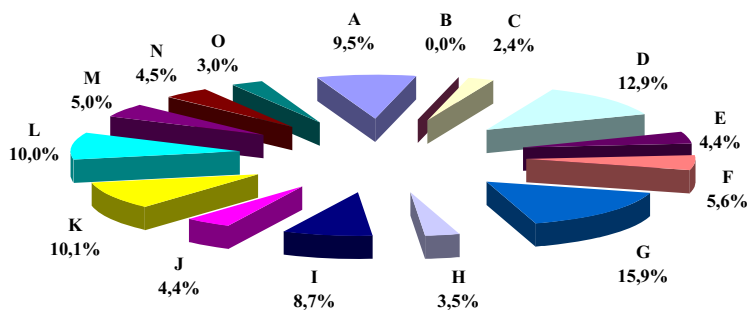 A
9,5%
B
0,0%
C
2,4%
D
12,9%
E
4,4%
F
5,6%
G
15,9%
H
3,5%
I
8,7%
J
4,4%
K
10,1%
L
10,0%
M
5,0%
N
4,5%
O
3,0%